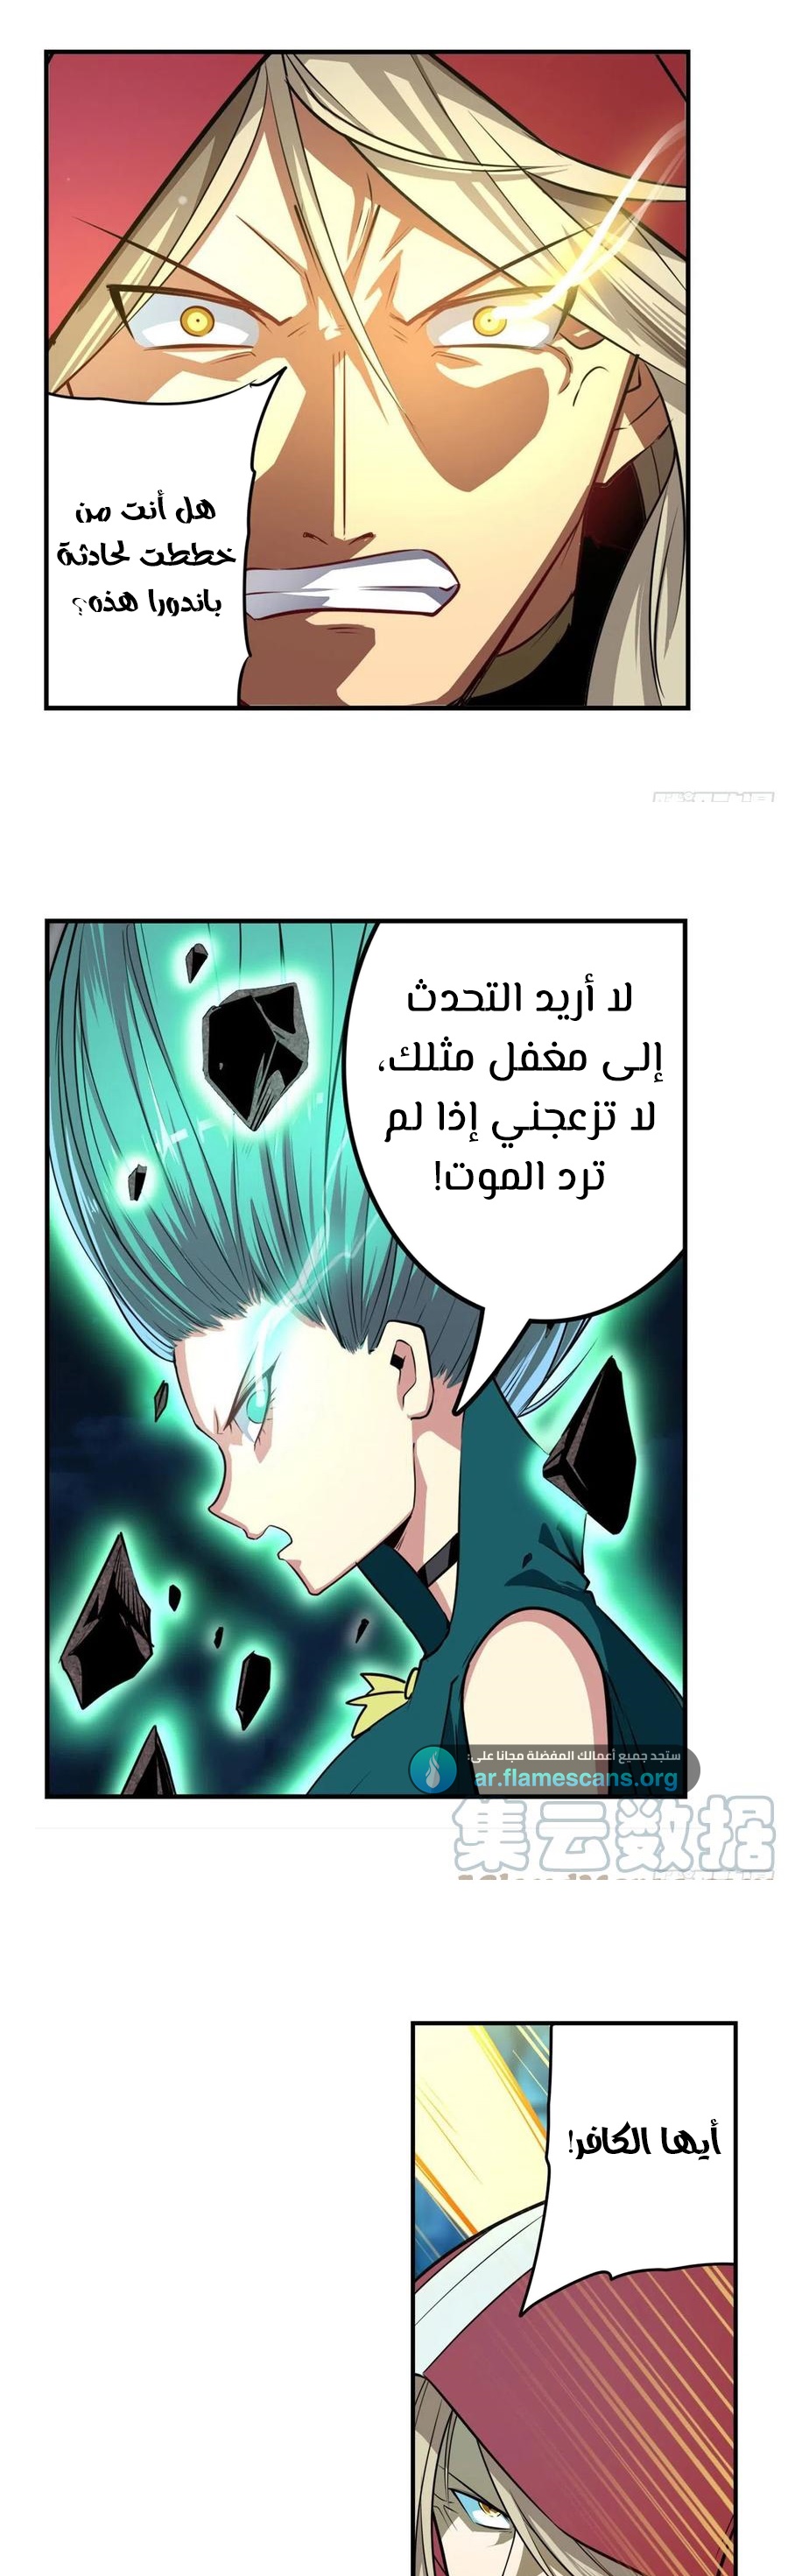 هل أنت من
خططت لحادثة
باندورا هذه؟
لا أريد التحدث
إلى مغفل مثلك،
لا تزعجني إذا لم
ترد الموت!
ستجد جميع أعمالك المفضلة مجانا على:
ar.flamescans.org
集云数据
أيها الكافر!